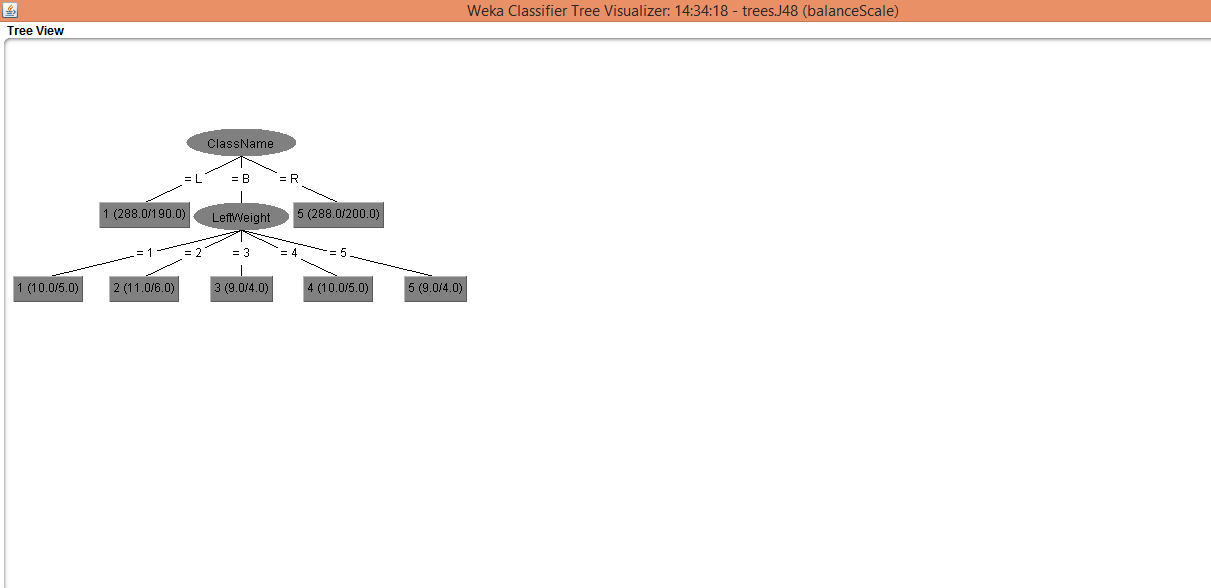 Weka Classifier Tree Visualizer: 14:34:18 - trees.J48 (balanceScale)
Tree View
ClassName
= L = B = R
1 (288.0/190.0) LeftWeight 5 (288.0/200.0)
= 1 = 2 = 3 = 4 = 5
1 (10.0/5.0) 2 (11.0/6.0) 3 (9.0/4.0) 4 (10.0/5.0) 5 (9.0/4.0)